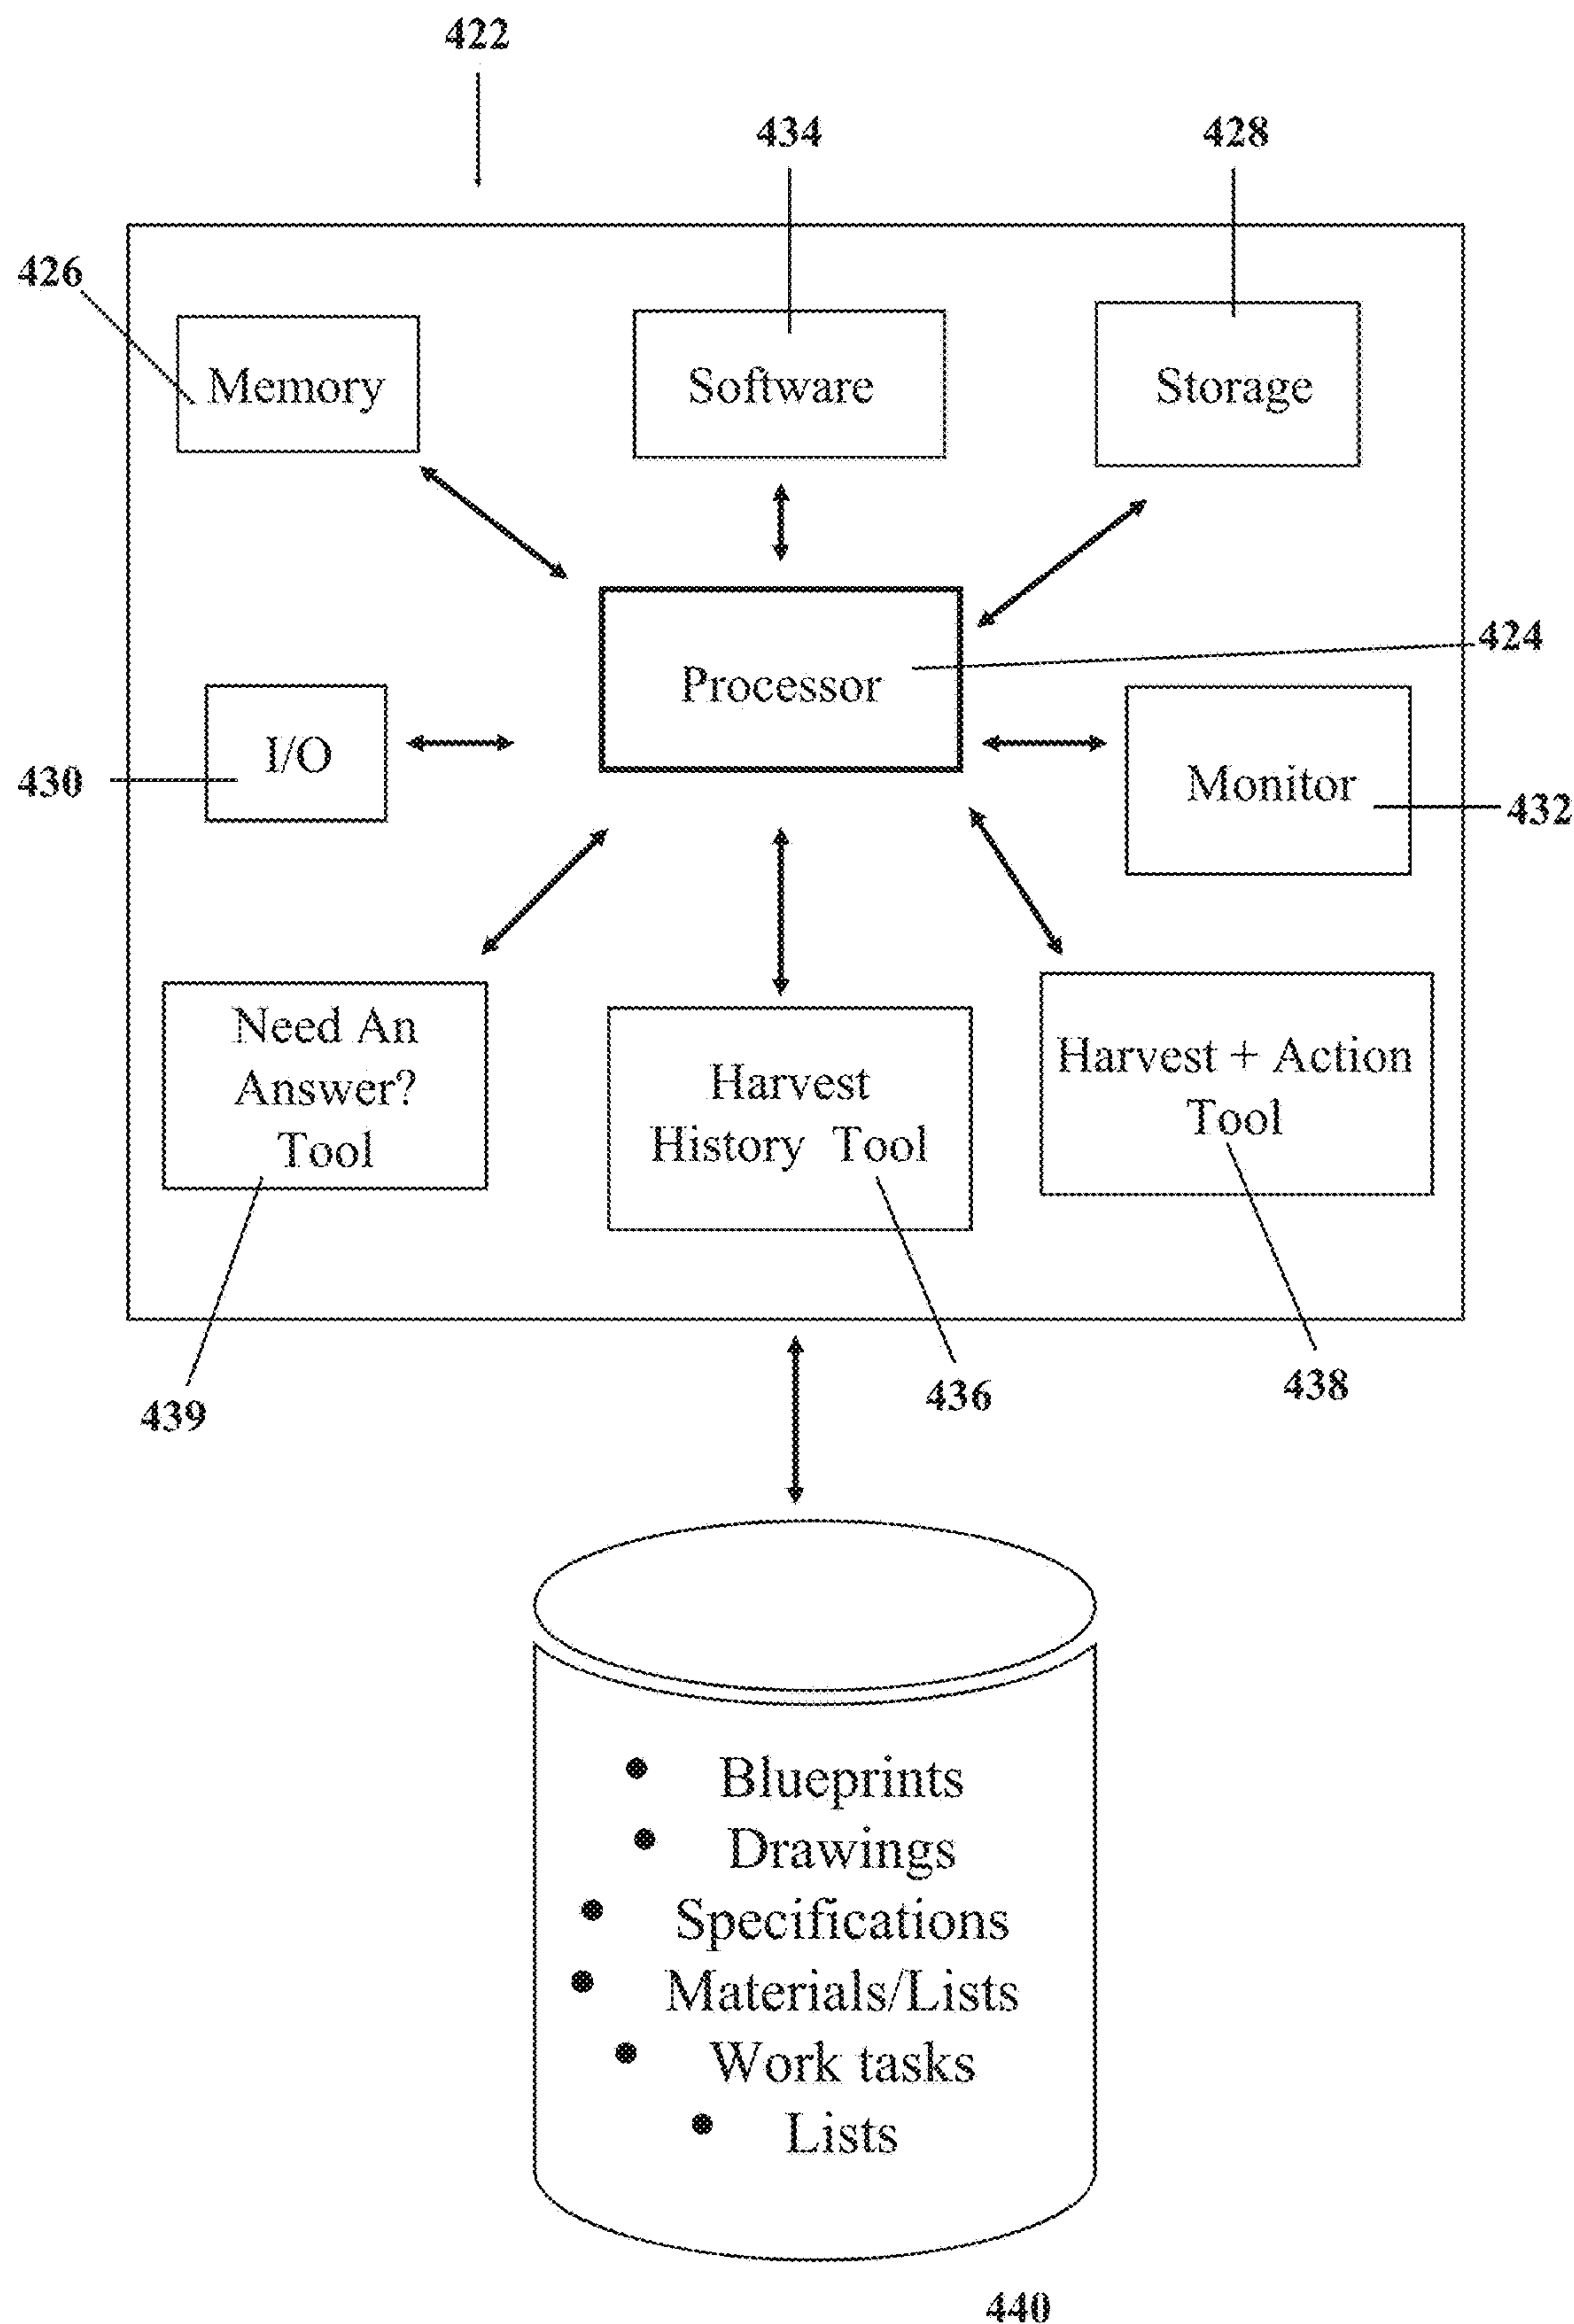 422
434
428
426
Memory
Software
Storage
424
Processor
I/O
430
Monitor
432
Need An
Answer?
Tool
Harvest
History Tool
Harvest + Action
Tool
439
436
438
Blueprints
Drawings
Specifications
Materials/Lists
Work tasks
Lists
440